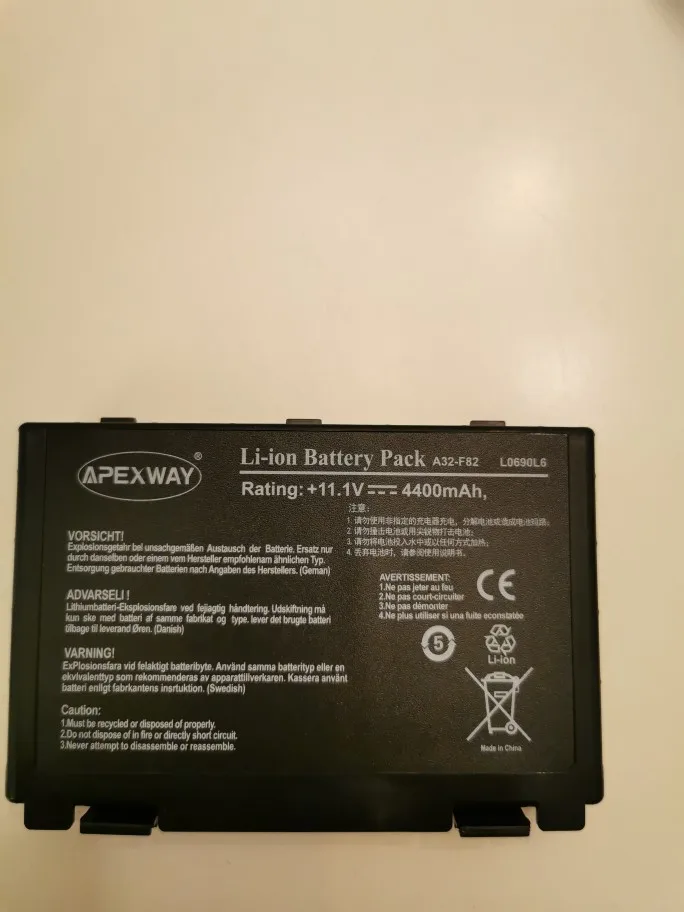 APEXWAY®
Li-ion Battery Pack A32-F82 L0690L6
Rating: +11.1V 4400mAh,
注意：
1. 请勿使用非指定的充电器充电，分解电池或造成电池短路；
2. 请勿撞击电池或用尖锐物打击电池；
3. 请勿将电池投入水中或以任何方式加热；
4. 丢弃电池时，请参阅使用说明书。
VORSICHT!
Explosionsgetahr bei unsachgemäßen Austausch der Batterie. Ersatz nur
durch danselben oder einem vem Hersteller empfohlenam ähnlichen Typ.
Entsorgung gebrauchter Batterien nach Angaben des Herstellers. (Geman)
ADVARSELI !
Lithiumbatteri-Eksplosionsfare ved fejlagtig håndtering. Udskiftning må
kun ske med batteri af samme fabrikat og type. lever det brugte batteri
tilbage til leverand Øren. (Danish)
VARNING!
ExPlosionsfara vid felaktigt batteribyte. Använd samma batterityp eller en
ekvivalenttyp som rekommenderas av apparattillverkaren. Kassera använt
batteri enligt fabrikantens insrtuktion. (Swedish)
Caution:
1.Must be recycled or disposed of properly.
2.Do not dispose of in fire or directly short circuit.
3.Never attempt to disassemble or reassemble.
AVERTISSEMENT:
1.Ne pas jeter au feu
2.Ne pas court-circuiter
3.Ne pas démonter
4.Ne plus utiliser si una fuite econstatée
CE
5
Li-ion
Made in China